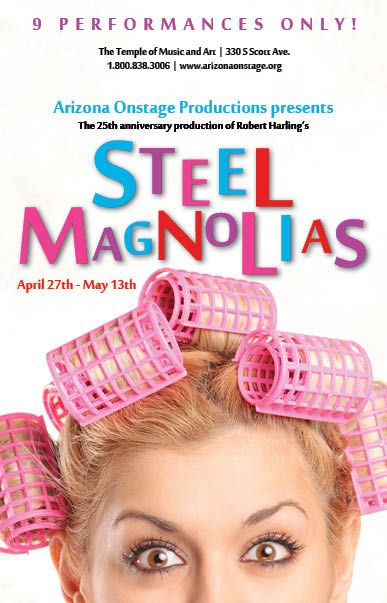 9 PERFORMANCES ONLY!
The Temple of Music and Art | 330 S Scott Ave.
1.800.838.3006 | www.arizonaonstage.org
Arizona Onstage Productions presents
The 25th anniversary production of Robert Harling's
STEEL
MAGNOLIAS
April 27th - May 13th